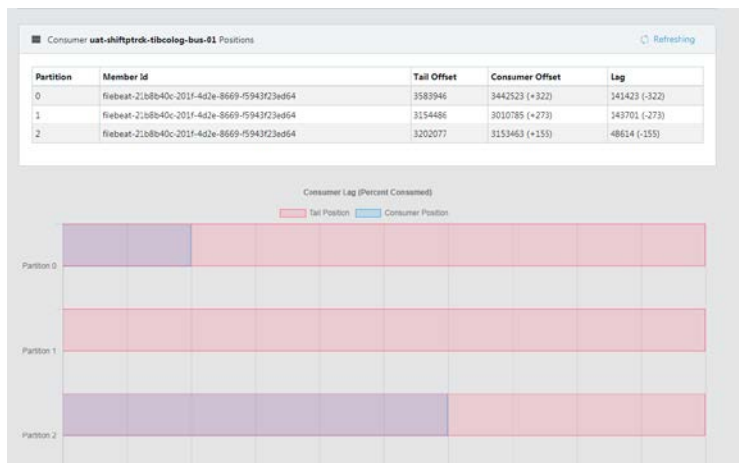 Consumer uat-shiftptrck-tibcolog-bus-01 Positions
Refreshing
Partition Member Id Tail Offset Consumer Offset Lag
0 filebeat-21b8b40c-201f-4d2e-8669-f5943f23ed64 3583946 3442523 (+322) 141423 (-322)
1 filebeat-21b8b40c-201f-4d2e-8669-f5943f23ed64 3154486 3010785 (+273) 143701 (-273)
2 filebeat-21b8b40c-201f-4d2e-8669-f5943f23ed64 3202077 3153463 (+155) 48614 (-155)
Consumer Lag (Percent Consumed)
Tail Position Consumer Position
Partition 0
Partition 1
Partition 2